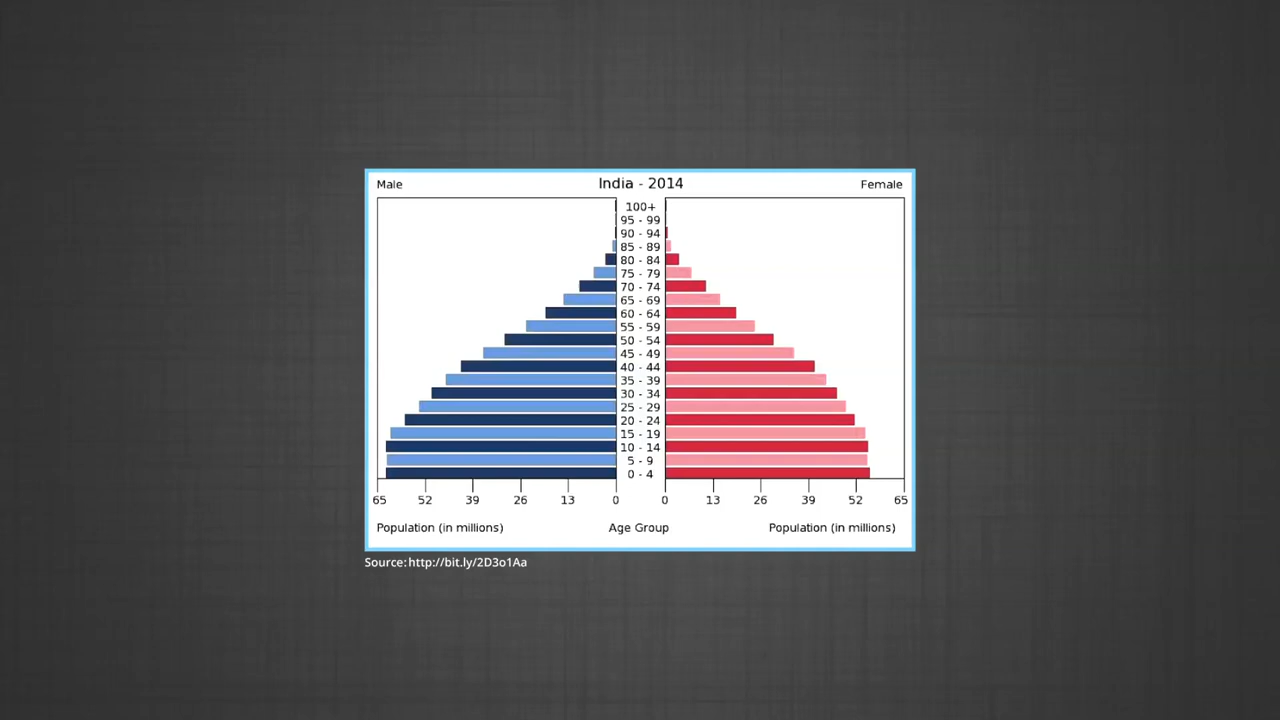 India - 2014
Male
Female
100+
95 - 99
90 - 94
85 - 89
80 - 84
75 - 79
70 - 74
65 - 69
60 - 64
55 - 59
50 - 54
45 - 49
40 - 44
35 - 39
30 - 34
25 - 29
20 - 24
15 - 19
10 - 14
5 - 9
0 - 4
65 52 39 26 13 0 0 13 26 39 52 65
Population (in millions) Age Group Population (in millions)
Source: http://bit.ly/2D3o1Aa